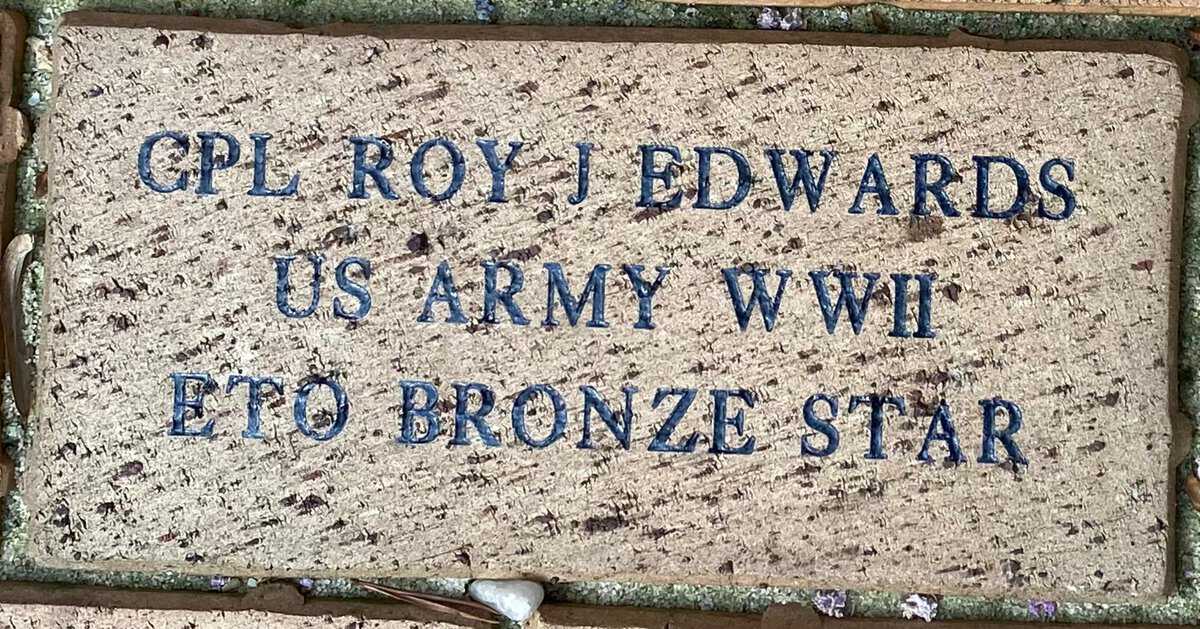 CPL ROY J EDWARDS
US ARMY WWII
ETO BRONZE STAR